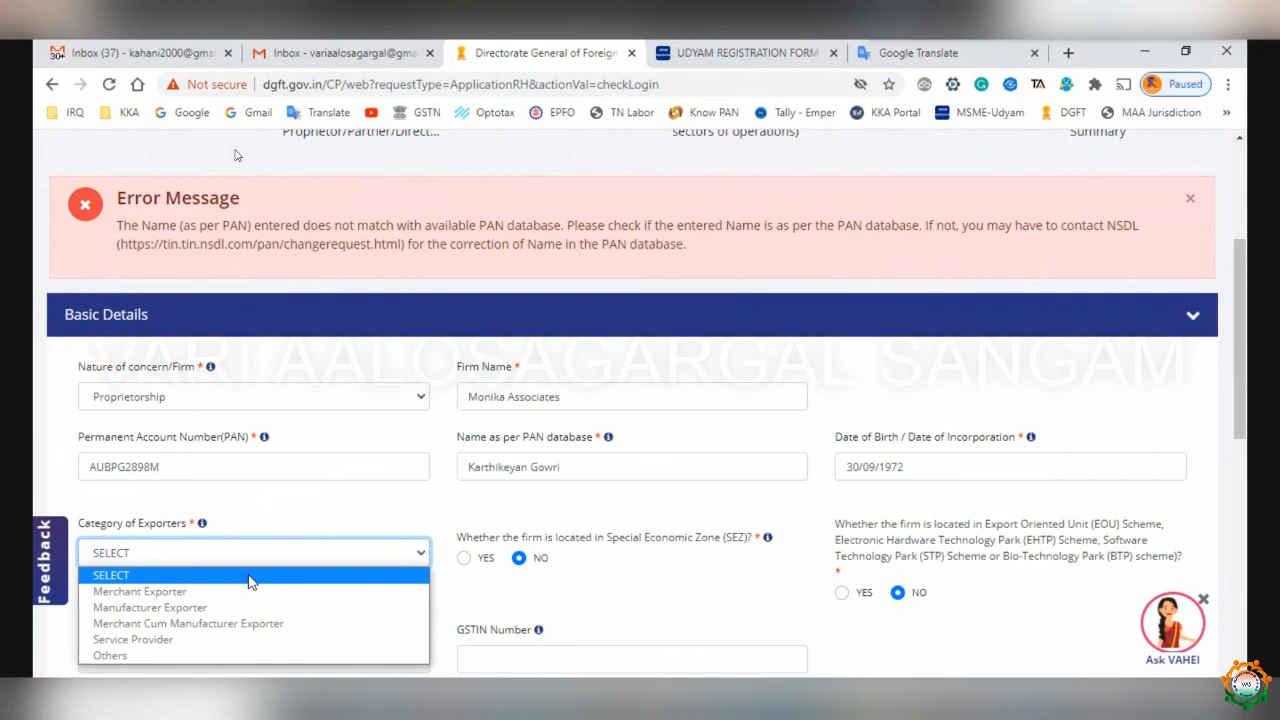 Inbox (37) - kahani2000@gma
Inbox - variaalosagargal@gma
Directorate General of Foreign
UDYAM REGISTRATION FORM
Google Translate
30+
Not secure
dgft.gov.in/CP/web?requestType=ApplicationRH&actionVal=checkLogin
TA
Paused
IRQ
KKA
Google
Gmail
Translate
GSTN
Optotax
EPFO
TN Labor
Know PAN
Tally - Emper
KKA Portal
MSME-Udyam
DGFT
MAA Jurisdiction
»
Proprietor/Partner/Direct...
sectors of operations)
Summary
Error Message
The Name (as per PAN) entered does not match with available PAN database. Please check if the entered Name is as per the PAN database. If not, you may have to contact NSDL
(https://tin.tin.nsdl.com/pan/changerequest.html) for the correction of Name in the PAN database.
Basic Details
VARI AALOSAGARGAL SANGAM
Nature of concern/Firm *
Firm Name *
Proprietorship
Monika Associates
Permanent Account Number(PAN) *
Name as per PAN database *
Date of Birth / Date of Incorporation *
AUBPG2898M
Karthikeyan Gowri
30/09/1972
Category of Exporters *
Whether the firm is located in Special Economic Zone (SEZ)? *
Whether the firm is located in Export Oriented Unit (EOU) Scheme,
Electronic Hardware Technology Park (EHTP) Scheme, Software
Technology Park (STP) Scheme or Bio-Technology Park (BTP) scheme)?
*
SELECT
YES
NO
SELECT
Merchant Exporter
Manufacturer Exporter
Merchant Cum Manufacturer Exporter
Service Provider
Others
YES
NO
GSTIN Number
Feedback
Ask VAHEI
VAS